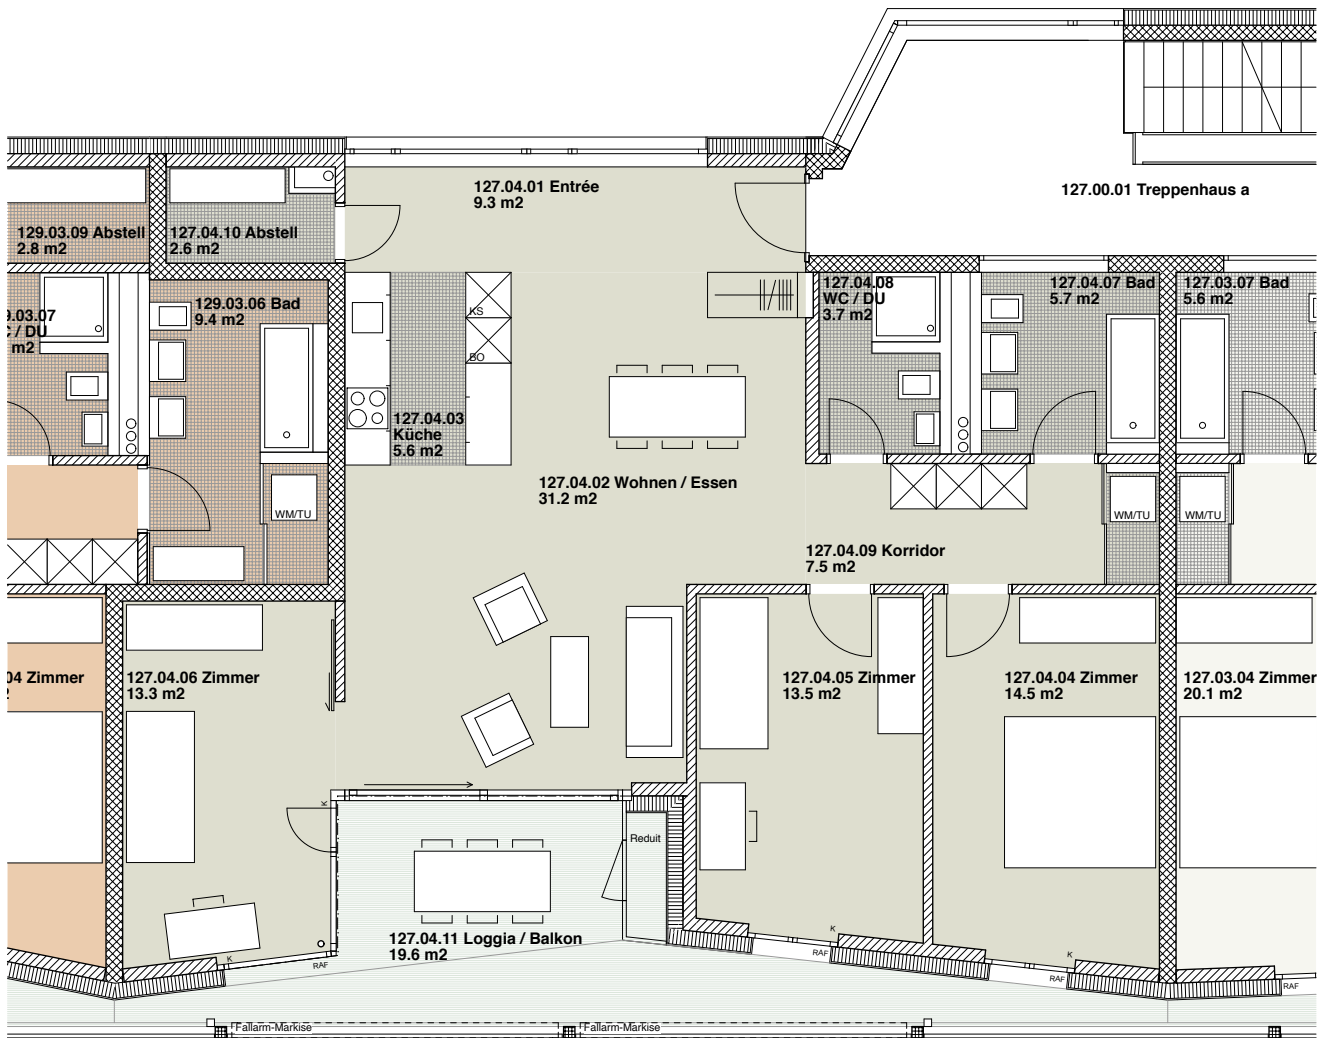 127.04.01 Entrée
9.3 m2
127.00.01 Treppenhaus a
129.03.09 Abstell
2.8 m2
127.04.10 Abstell
2.6 m2
129.03.06 Bad
9.4 m2
.03.07
/ DU
m2
KS
BO
127.04.03
Küche
5.6 m2
127.04.08
WC / DU
3.7 m2
127.04.07 Bad
5.7 m2
127.03.07 Bad
5.6 m2
127.04.02 Wohnen / Essen
31.2 m2
WM/TU
WM/TU
WM/TU
127.04.09 Korridor
7.5 m2
04 Zimmer
127.04.06 Zimmer
13.3 m2
127.04.05 Zimmer
13.5 m2
127.04.04 Zimmer
14.5 m2
127.03.04 Zimmer
20.1 m2
K
Reduit
127.04.11 Loggia / Balkon
19.6 m2
K
RAF
K
RAF
K
RAF
RAF
Fallarm-Markise
Fallarm-Markise